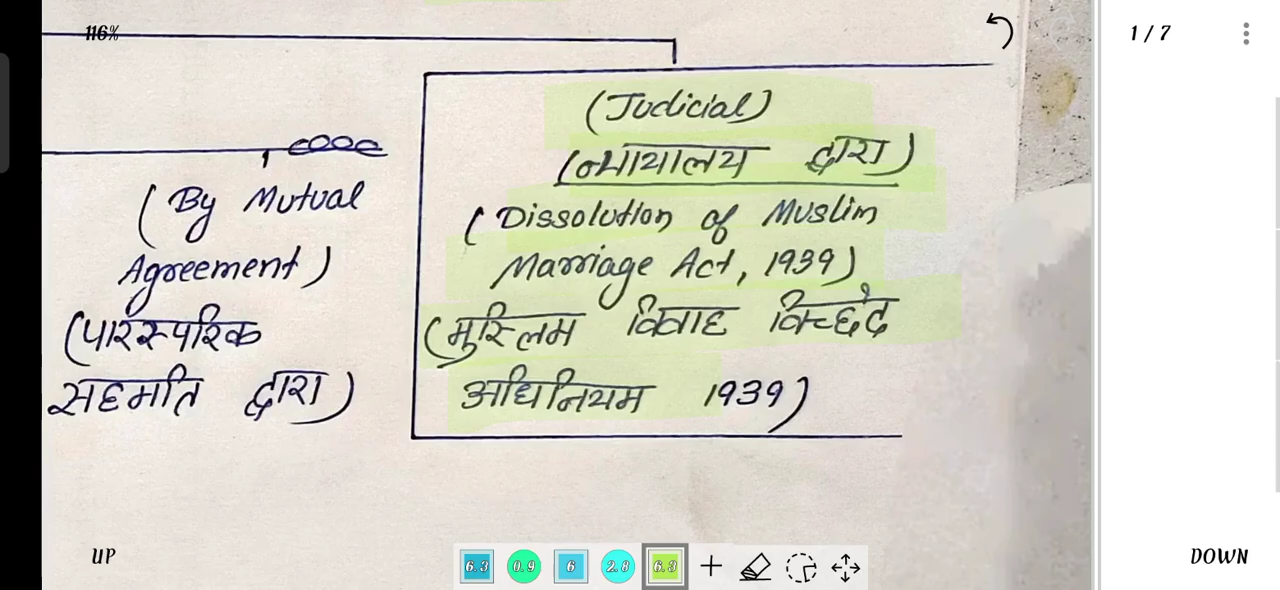 116%
1 / 7
(Judicial)
(न्यायालय द्वारा)
(By Mutual
Agreement)
(पारस्परिक
सहमति द्वारा)
(Dissolution of Muslim
Marriage Act, 1939)
(मुस्लिम विवाह विच्छेद
अधिनियम 1939)
UP
6.3 0.9 6 2.8 6.3
DOWN